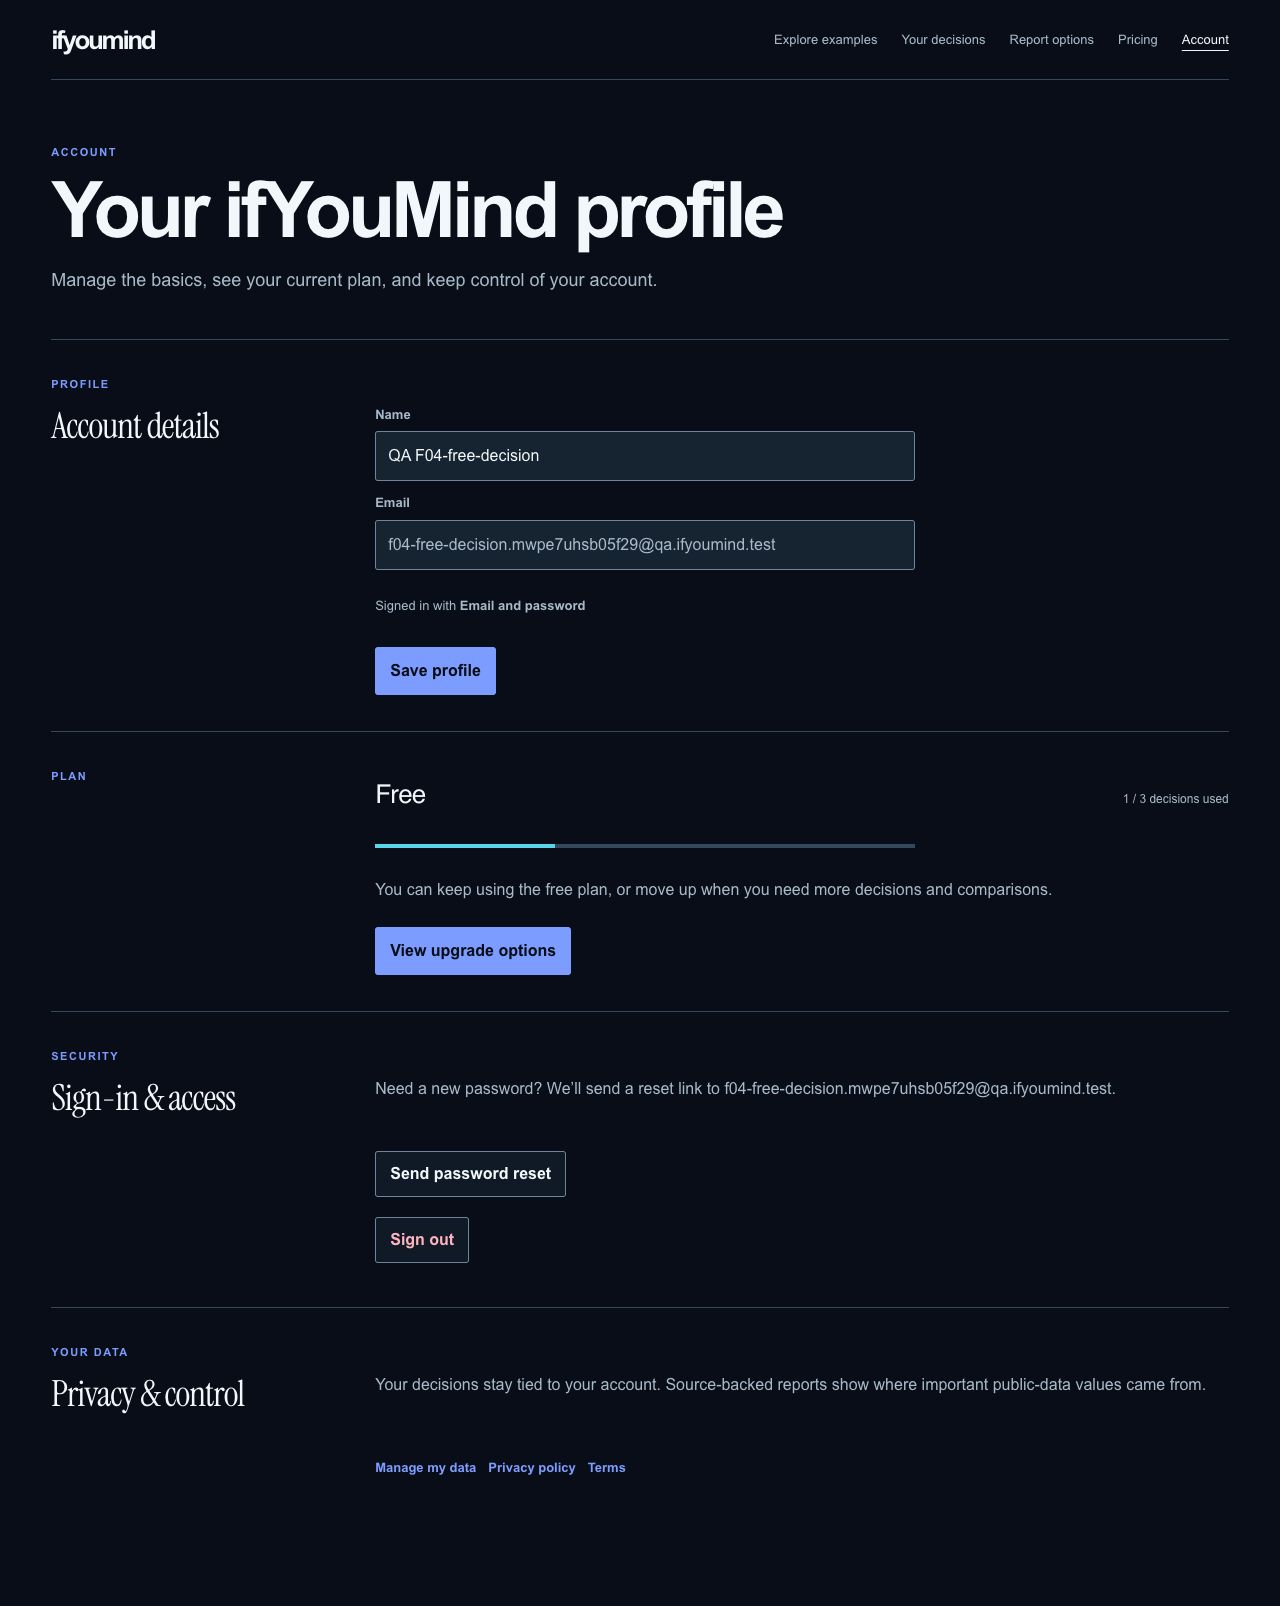 ifyoumind
Explore examples
Your decisions
Report options
Pricing
Account
ACCOUNT
Your ifYouMind profile
Manage the basics, see your current plan, and keep control of your account.
PROFILE
Account details
Name
QA F04-free-decision
Email
f04-free-decision.mwpe7uhsb05f29@qa.ifyoumind.test
Signed in with Email and password
Save profile
PLAN
Free
1 / 3 decisions used
You can keep using the free plan, or move up when you need more decisions and comparisons.
View upgrade options
SECURITY
Sign-in & access
Need a new password? We’ll send a reset link to f04-free-decision.mwpe7uhsb05f29@qa.ifyoumind.test.
Send password reset
Sign out
YOUR DATA
Privacy & control
Your decisions stay tied to your account. Source-backed reports show where important public-data values came from.
Manage my data
Privacy policy
Terms